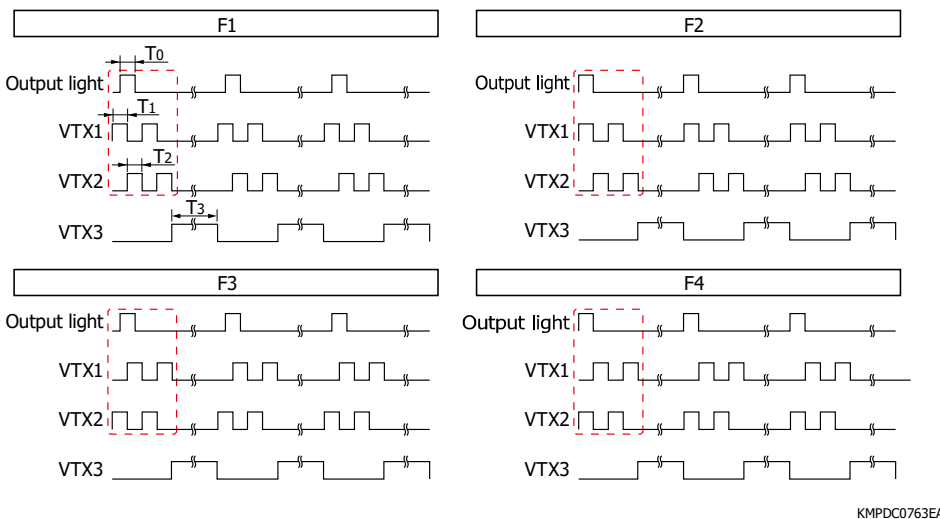 F1
T0
Output light
T1
VTX1
T2
VTX2
T3
VTX3
F2
Output light
VTX1
VTX2
VTX3
F3
Output light
VTX1
VTX2
VTX3
F4
Output light
VTX1
VTX2
VTX3
KMPDC0763EA